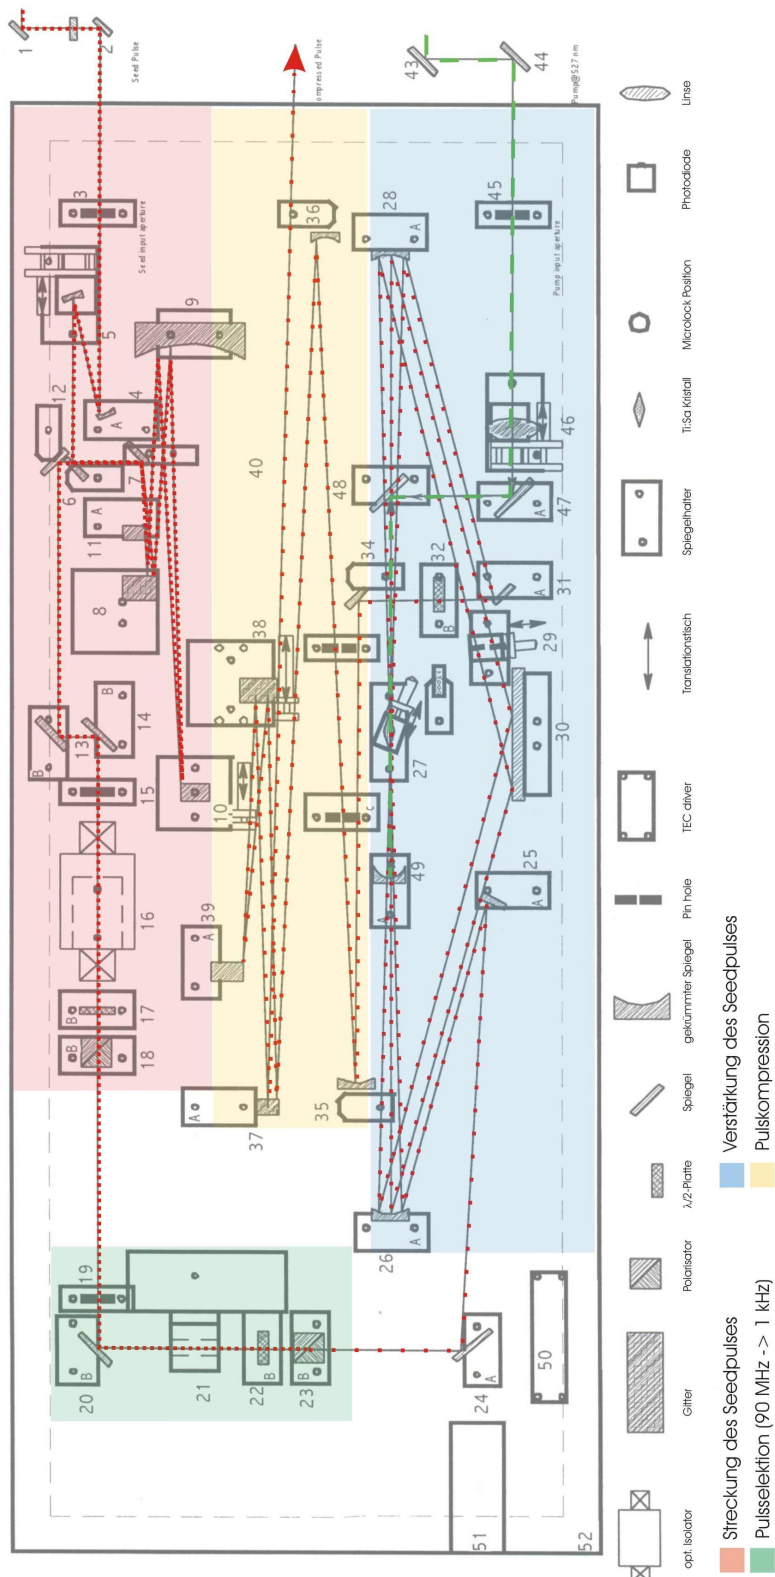 1
2
Seed Pulse
ompressed Pulse
43
44
Pump@527 nm
3
Seed input aperture
36
28
A
45
Pump input aperture
5
9
12
4
A
6
7
11
A
8
40
48
46
47
A
34
32
B
31
A
29
38
13
B
14
B
15
10
27
30
C
49
A
25
A
39
A
16
17
B
18
B
37
A
35
26
A
19
20
B
21
22
B
23
B
24
A
50
51
52
Linse
Photodiode
Microlock Position
Ti:Sa Kristall
Spiegelhalter
Translationstisch
TEC driver
Pin hole
gekrümmter Spiegel
Spiegel
λ/2-Platte
Polarisator
Gitter
opt. Isolator
Streckung des Seedpulses
Pulsselektion (90 MHz -> 1 kHz)
Verstärkung des Seedpulses
Pulskompression